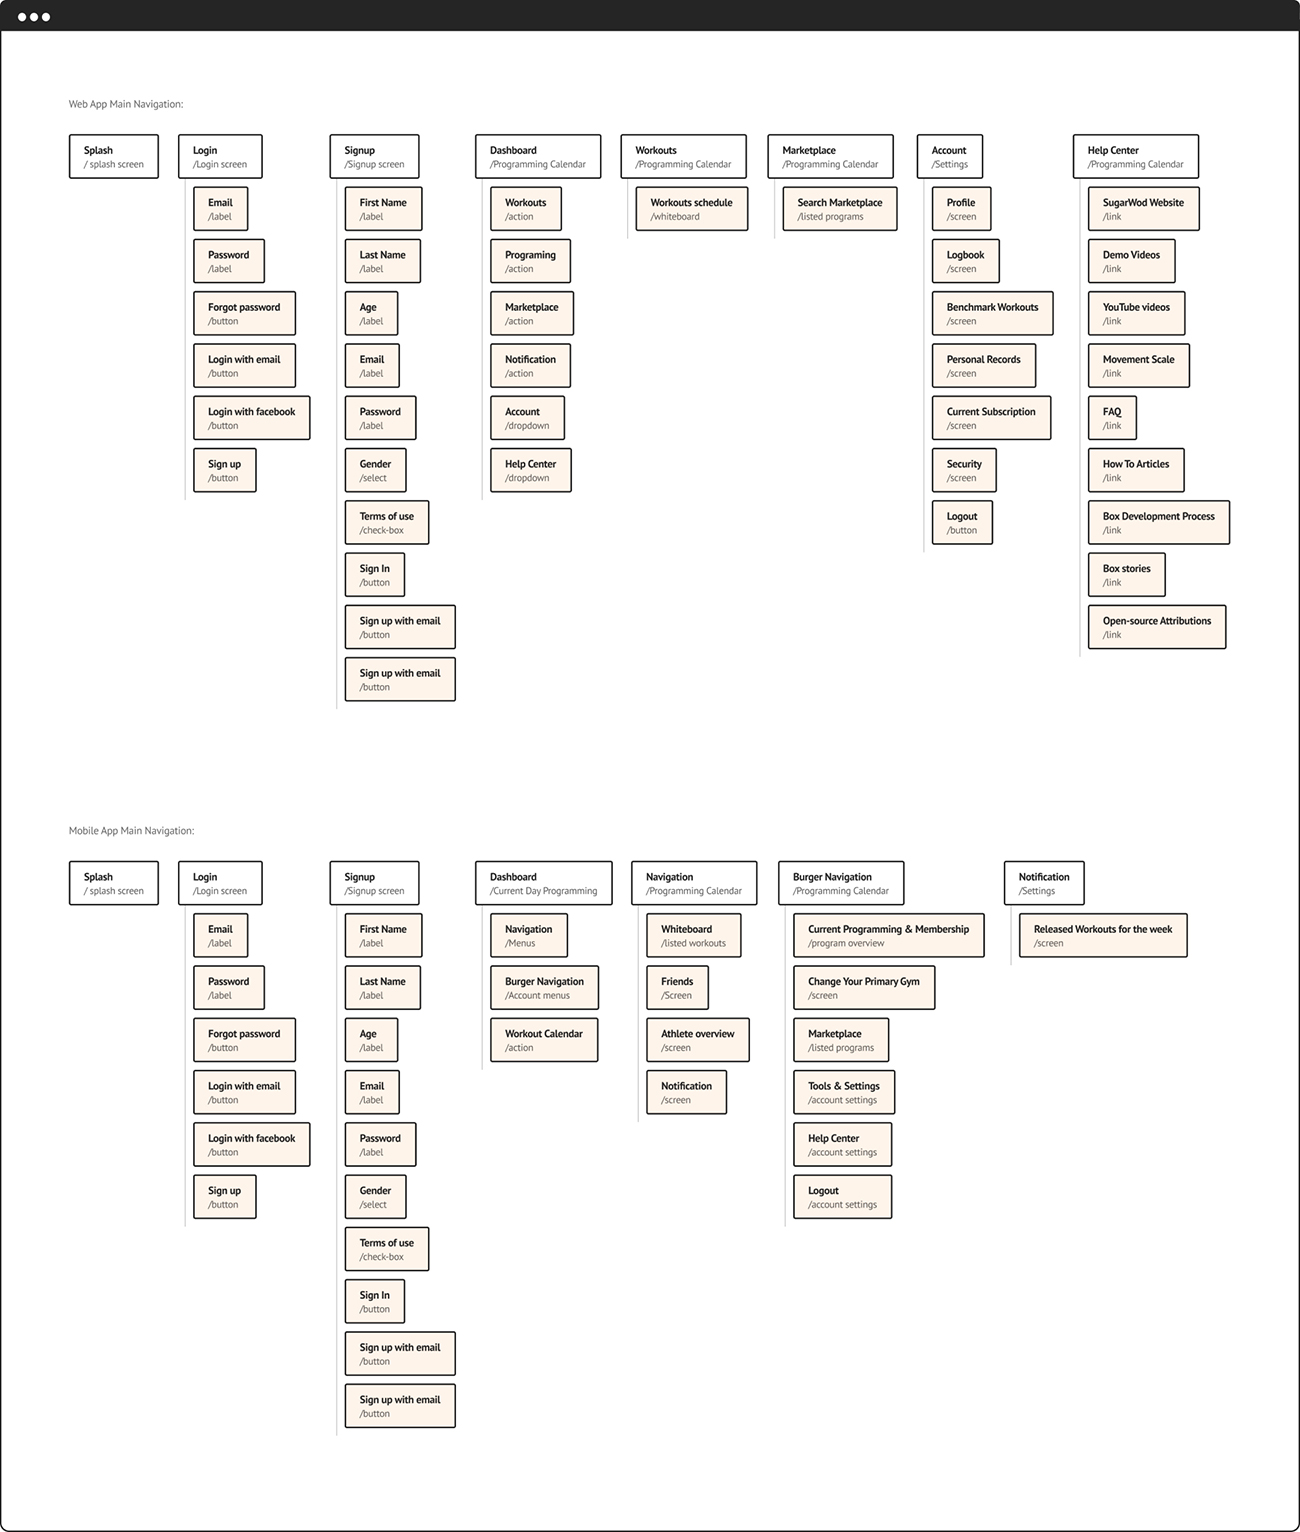 Web App Main Navigation:
Splash
/ splash screen
Login
/Login screen
Email
/label
Password
/label
Forgot password
/button
Login with email
/button
Login with facebook
/button
Sign up
/button
Signup
/Signup screen
First Name
/label
Last Name
/label
Age
/label
Email
/label
Password
/label
Gender
/select
Terms of use
/check-box
Sign In
/button
Sign up with email
/button
Sign up with email
/button
Dashboard
/Programming Calendar
Workouts
/action
Programing
/action
Marketplace
/action
Notification
/action
Account
/dropdown
Help Center
/dropdown
Workouts
/Programming Calendar
Workouts schedule
/whiteboard
Marketplace
/Programming Calendar
Search Marketplace
/listed programs
Account
/Settings
Profile
/screen
Logbook
/screen
Benchmark Workouts
/screen
Personal Records
/screen
Current Subscription
/screen
Security
/screen
Logout
/button
Help Center
/Programming Calendar
SugarWod Website
/link
Demo Videos
/link
YouTube videos
/link
Movement Scale
/link
FAQ
/link
How To Articles
/link
Box Development Process
/link
Box stories
/link
Open-source Attributions
/link
Mobile App Main Navigation:
Splash
/ splash screen
Login
/Login screen
Email
/label
Password
/label
Forgot password
/button
Login with email
/button
Login with facebook
/button
Sign up
/button
Signup
/Signup screen
First Name
/label
Last Name
/label
Age
/label
Email
/label
Password
/label
Gender
/select
Terms of use
/check-box
Sign In
/button
Sign up with email
/button
Sign up with email
/button
Dashboard
/Current Day Programming
Navigation
/Menus
Burger Navigation
/Account menus
Workout Calendar
/action
Navigation
/Programming Calendar
Whiteboard
/listed workouts
Friends
/Screen
Athlete overview
/screen
Notification
/screen
Burger Navigation
/Programming Calendar
Current Programming & Membership
/program overview
Change Your Primary Gym
/screen
Marketplace
/listed programs
Tools & Settings
/account settings
Help Center
/account settings
Logout
/account settings
Notification
/Settings
Released Workouts for the week
/screen